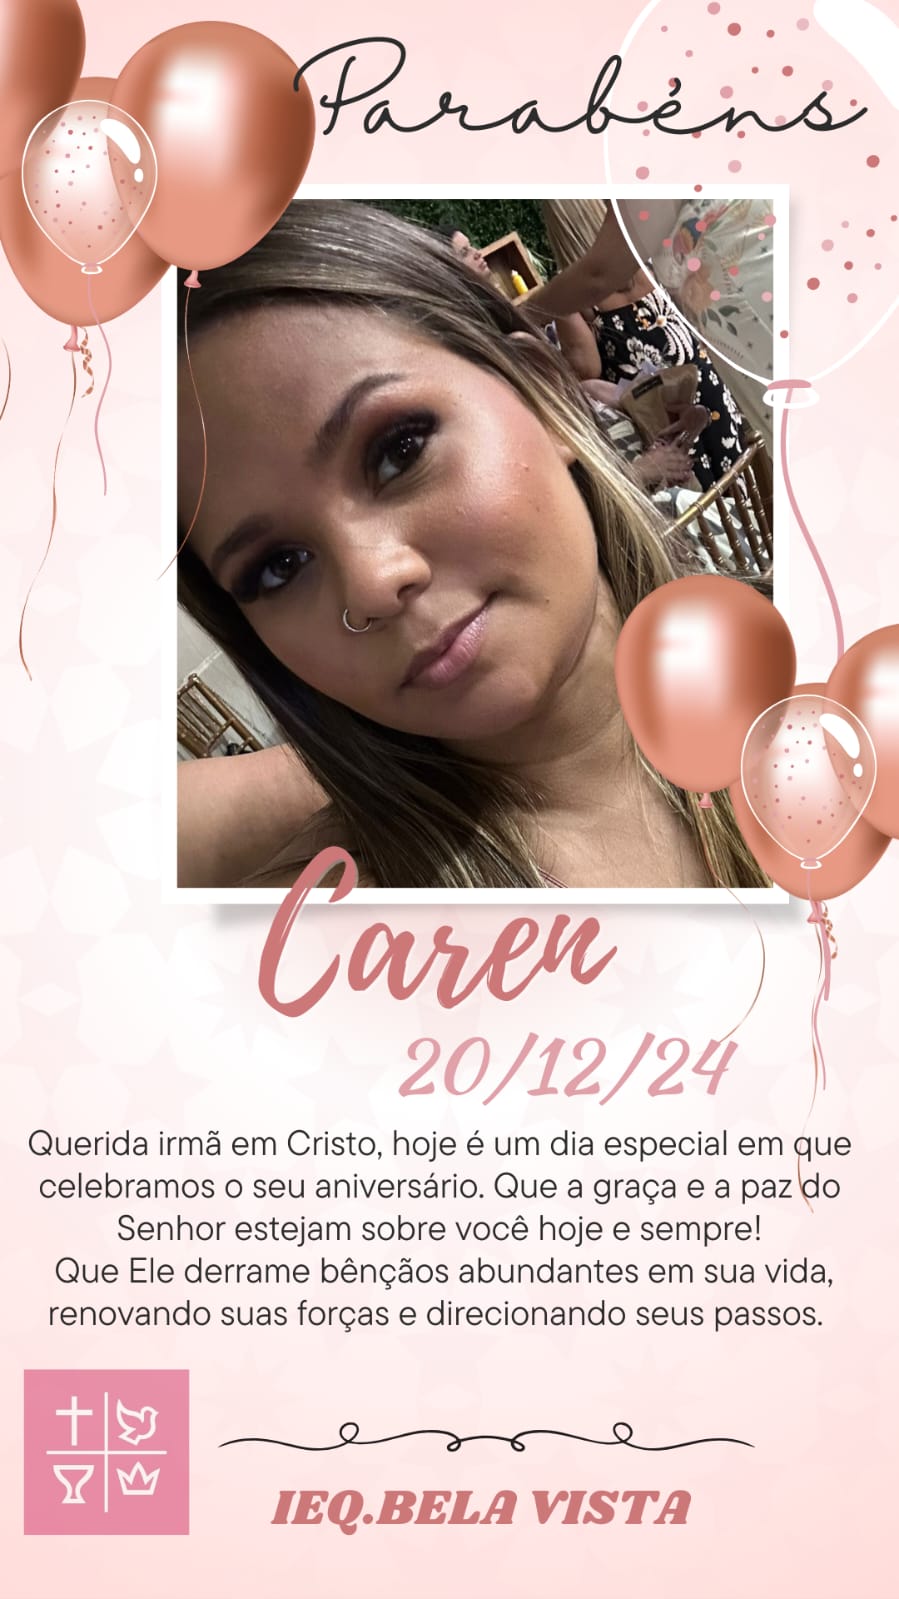 Parabéns
Caren
20/12/24
Querida irmã em Cristo, hoje é um dia especial em que
celebramos o seu aniversário. Que a graça e a paz do
Senhor estejam sobre você hoje e sempre!
Que Ele derrame bênçãos abundantes em sua vida,
renovando suas forças e direcionando seus passos.
IEQ.BELA VISTA